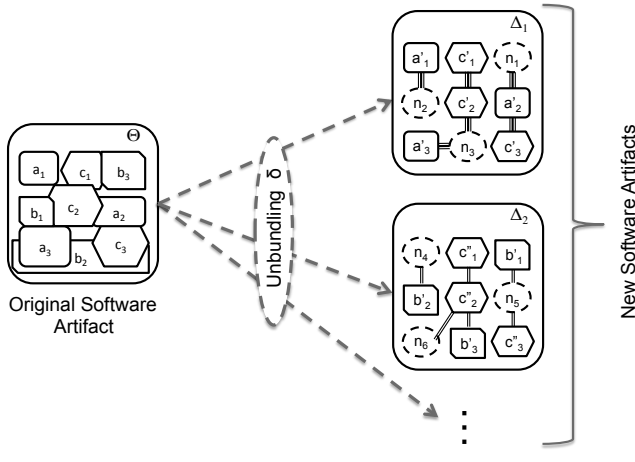 Θ
a₁
c₁
b₃
b₁
c₂
a₂
a₃
b₂
c₃
Original Software
Artifact
Unbundling δ
Δ₁
a'₁
c'₁
n₁
n₂
c'₂
a'₂
a'₃
n₃
c'₃
Δ₂
n₄
c"₁
b'₁
b'₂
c"₂
n₅
n₆
b'₃
c"₃
⋮
New Software Artifacts